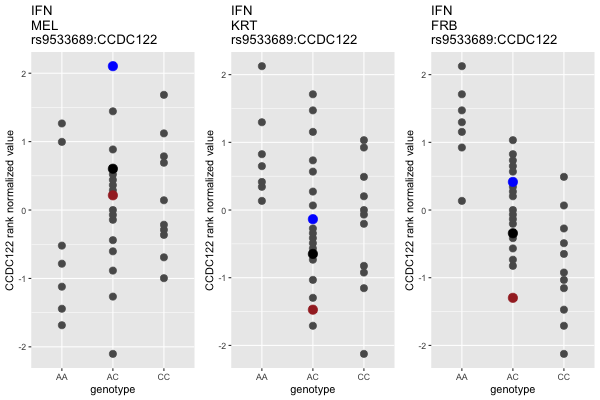 IFN
MEL
rs9533689:CCDC122
CCDC122 rank normalized value
2
1
0
-1
-2
AA
AC
CC
genotype
IFN
KRT
rs9533689:CCDC122
CCDC122 rank normalized value
2
1
0
-1
-2
AA
AC
CC
genotype
IFN
FRB
rs9533689:CCDC122
CCDC122 rank normalized value
2
1
0
-1
-2
AA
AC
CC
genotype